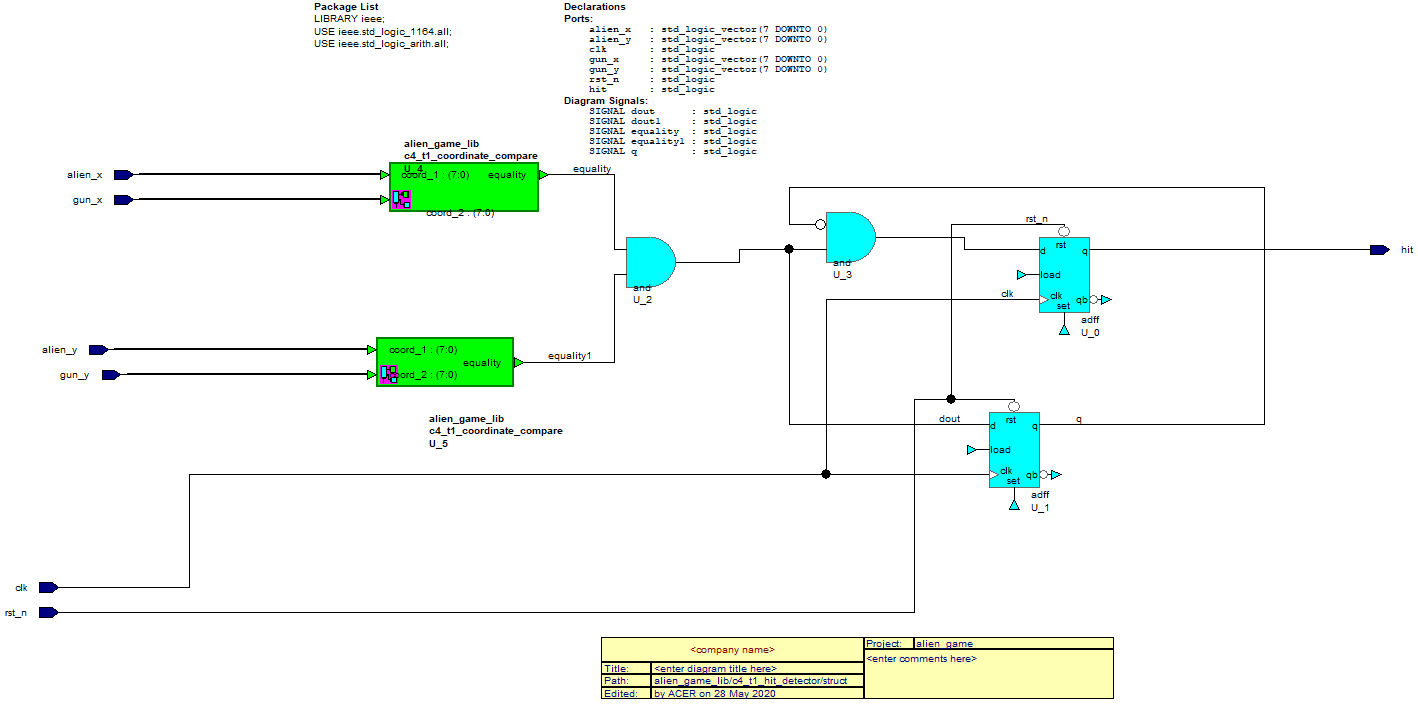 Package List
LIBRARY ieee;
USE ieee.std_logic_1164.all;
USE ieee.std_logic_arith.all;
Declarations
Ports:
alien_x : std_logic_vector(7 DOWNTO 0)
alien_y : std_logic_vector(7 DOWNTO 0)
clk : std_logic
gun_x : std_logic_vector(7 DOWNTO 0)
gun_y : std_logic_vector(7 DOWNTO 0)
rst_n : std_logic
hit : std_logic
Diagram Signals:
SIGNAL dout : std_logic
SIGNAL dout1 : std_logic
SIGNAL equality : std_logic
SIGNAL equality1 : std_logic
SIGNAL q : std_logic
alien_game_lib
c4_t1_coordinate_compare
U_4
alien_x
coord_1 : (7:0)
equality
equality
gun_x
coord_2 : (7:0)
and
U_2
and
U_3
rst_n
rst
d
q
load
clk
clk
set
qb
adff
U_0
hit
alien_y
coord_1 : (7:0)
equality
equality1
gun_y
coord_2 : (7:0)
alien_game_lib
c4_t1_coordinate_compare
U_5
dout
rst
d
q
q
load
clk
set
qb
adff
U_1
clk
rst_n
<company name>
Project: alien_game
<enter comments here>
Title: <enter diagram title here>
Path: alien_game_lib/c4_t1_hit_detector/struct
Edited: by ACER on 28 May 2020